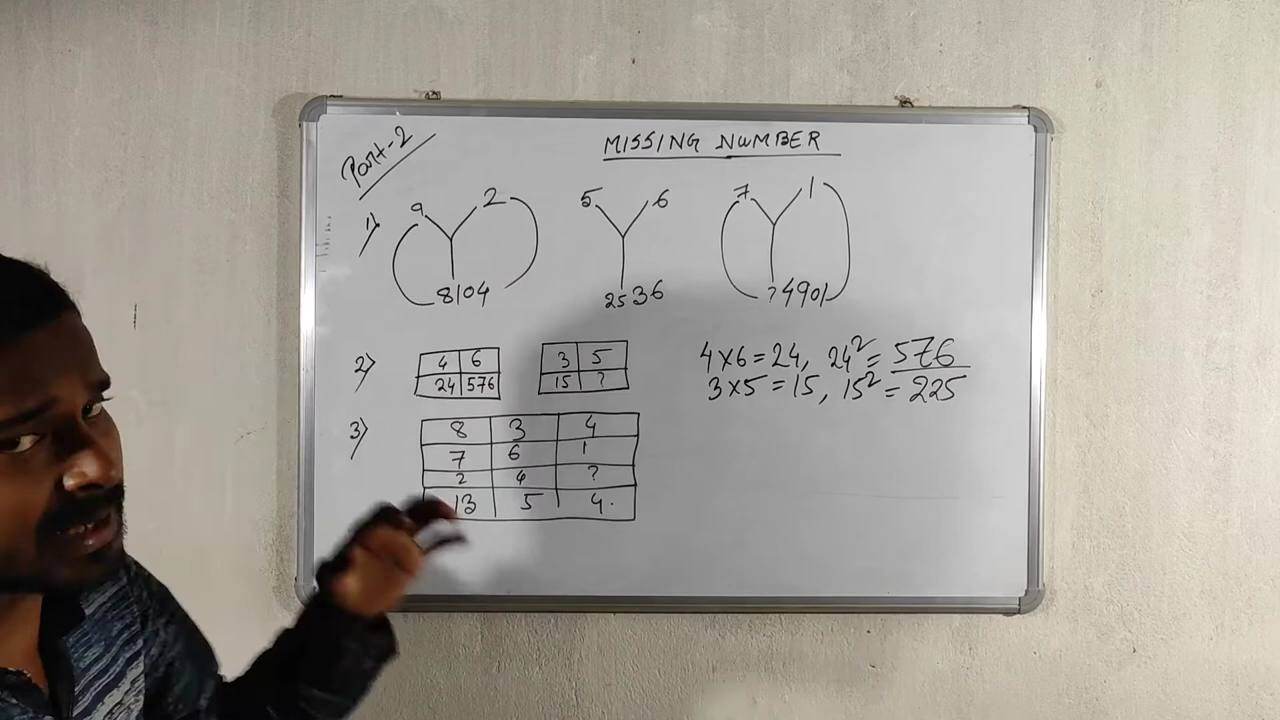 Part-2
MISSING NUMBER
1) 9 2 5 6 7 1
8104 2536 ?4901
2) 4 6 3 5 4×6=24, 24²=576
24 576 15 ? 3×5=15, 15²=225
3) 8 3 4
7 6 1
2 4 ?
13 5 4.